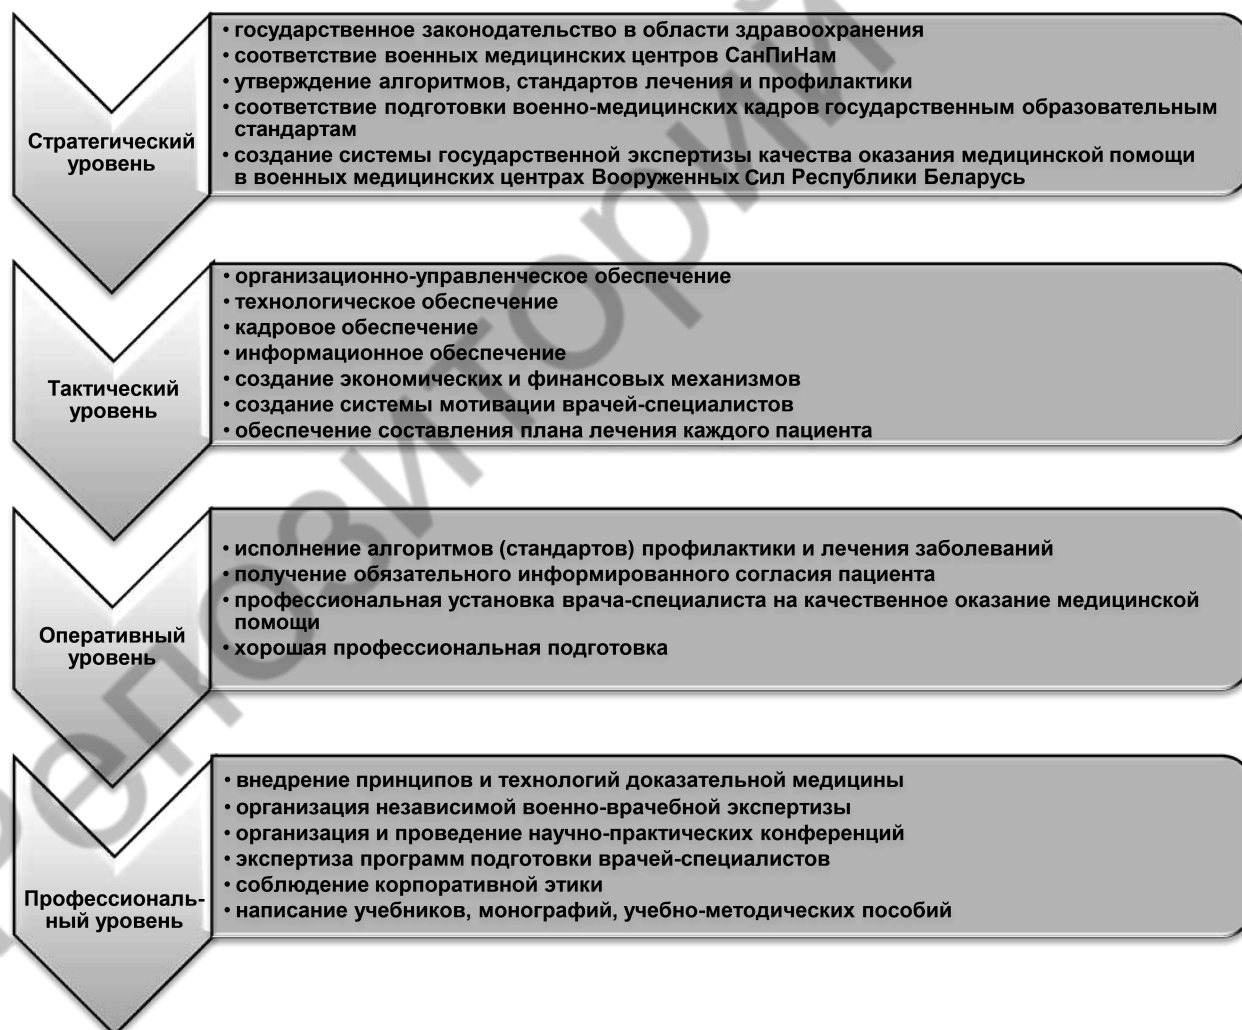 Стратегический
уровень
• государственное законодательство в области здравоохранения
• соответствие военных медицинских центров СанПиНам
• утверждение алгоритмов, стандартов лечения и профилактики
• соответствие подготовки военно-медицинских кадров государственным образовательным
стандартам
• создание системы государственной экспертизы качества оказания медицинской помощи
в военных медицинских центрах Вооруженных Сил Республики Беларусь
Тактический
уровень
• организационно-управленческое обеспечение
• технологическое обеспечение
• кадровое обеспечение
• информационное обеспечение
• создание экономических и финансовых механизмов
• создание системы мотивации врачей-специалистов
• обеспечение составления плана лечения каждого пациента
Оперативный
уровень
• исполнение алгоритмов (стандартов) профилактики и лечения заболеваний
• получение обязательного информированного согласия пациента
• профессиональная установка врача-специалиста на качественное оказание медицинской
помощи
• хорошая профессиональная подготовка
Профессиональ-
ный уровень
• внедрение принципов и технологий доказательной медицины
• организация независимой военно-врачебной экспертизы
• организация и проведение научно-практических конференций
• экспертиза программ подготовки врачей-специалистов
• соблюдение корпоративной этики
• написание учебников, монографий, учебно-методических пособий
Репозиторий